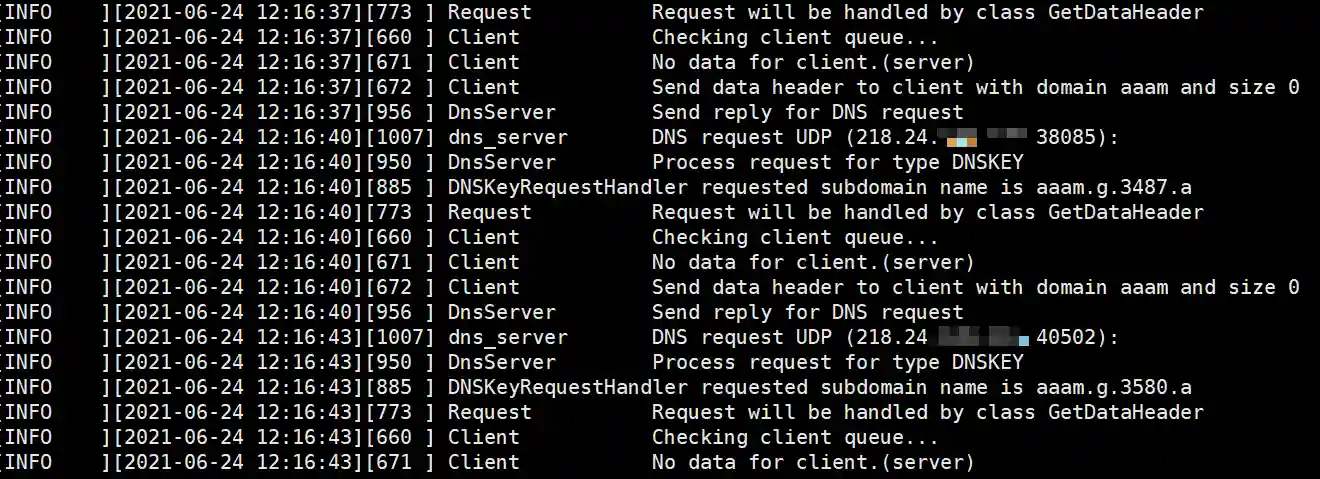 [INFO    ][2021-06-24 12:16:37][773 ] Request          Request will be handled by class GetDataHeader
[INFO    ][2021-06-24 12:16:37][660 ] Client           Checking client queue...
[INFO    ][2021-06-24 12:16:37][671 ] Client           No data for client.(server)
[INFO    ][2021-06-24 12:16:37][672 ] Client           Send data header to client with domain aaam and size 0
[INFO    ][2021-06-24 12:16:37][956 ] DnsServer        Send reply for DNS request
[INFO    ][2021-06-24 12:16:40][1007] dns_server       DNS request UDP (218.24. 38085):
[INFO    ][2021-06-24 12:16:40][950 ] DnsServer        Process request for type DNSKEY
[INFO    ][2021-06-24 12:16:40][885 ] DNSKeyRequestHandler requested subdomain name is aaam.g.3487.a
[INFO    ][2021-06-24 12:16:40][773 ] Request          Request will be handled by class GetDataHeader
[INFO    ][2021-06-24 12:16:40][660 ] Client           Checking client queue...
[INFO    ][2021-06-24 12:16:40][671 ] Client           No data for client.(server)
[INFO    ][2021-06-24 12:16:40][672 ] Client           Send data header to client with domain aaam and size 0
[INFO    ][2021-06-24 12:16:40][956 ] DnsServer        Send reply for DNS request
[INFO    ][2021-06-24 12:16:43][1007] dns_server       DNS request UDP (218.24 40502):
[INFO    ][2021-06-24 12:16:43][950 ] DnsServer        Process request for type DNSKEY
[INFO    ][2021-06-24 12:16:43][885 ] DNSKeyRequestHandler requested subdomain name is aaam.g.3580.a
[INFO    ][2021-06-24 12:16:43][773 ] Request          Request will be handled by class GetDataHeader
[INFO    ][2021-06-24 12:16:43][660 ] Client           Checking client queue...
[INFO    ][2021-06-24 12:16:43][671 ] Client           No data for client.(server)